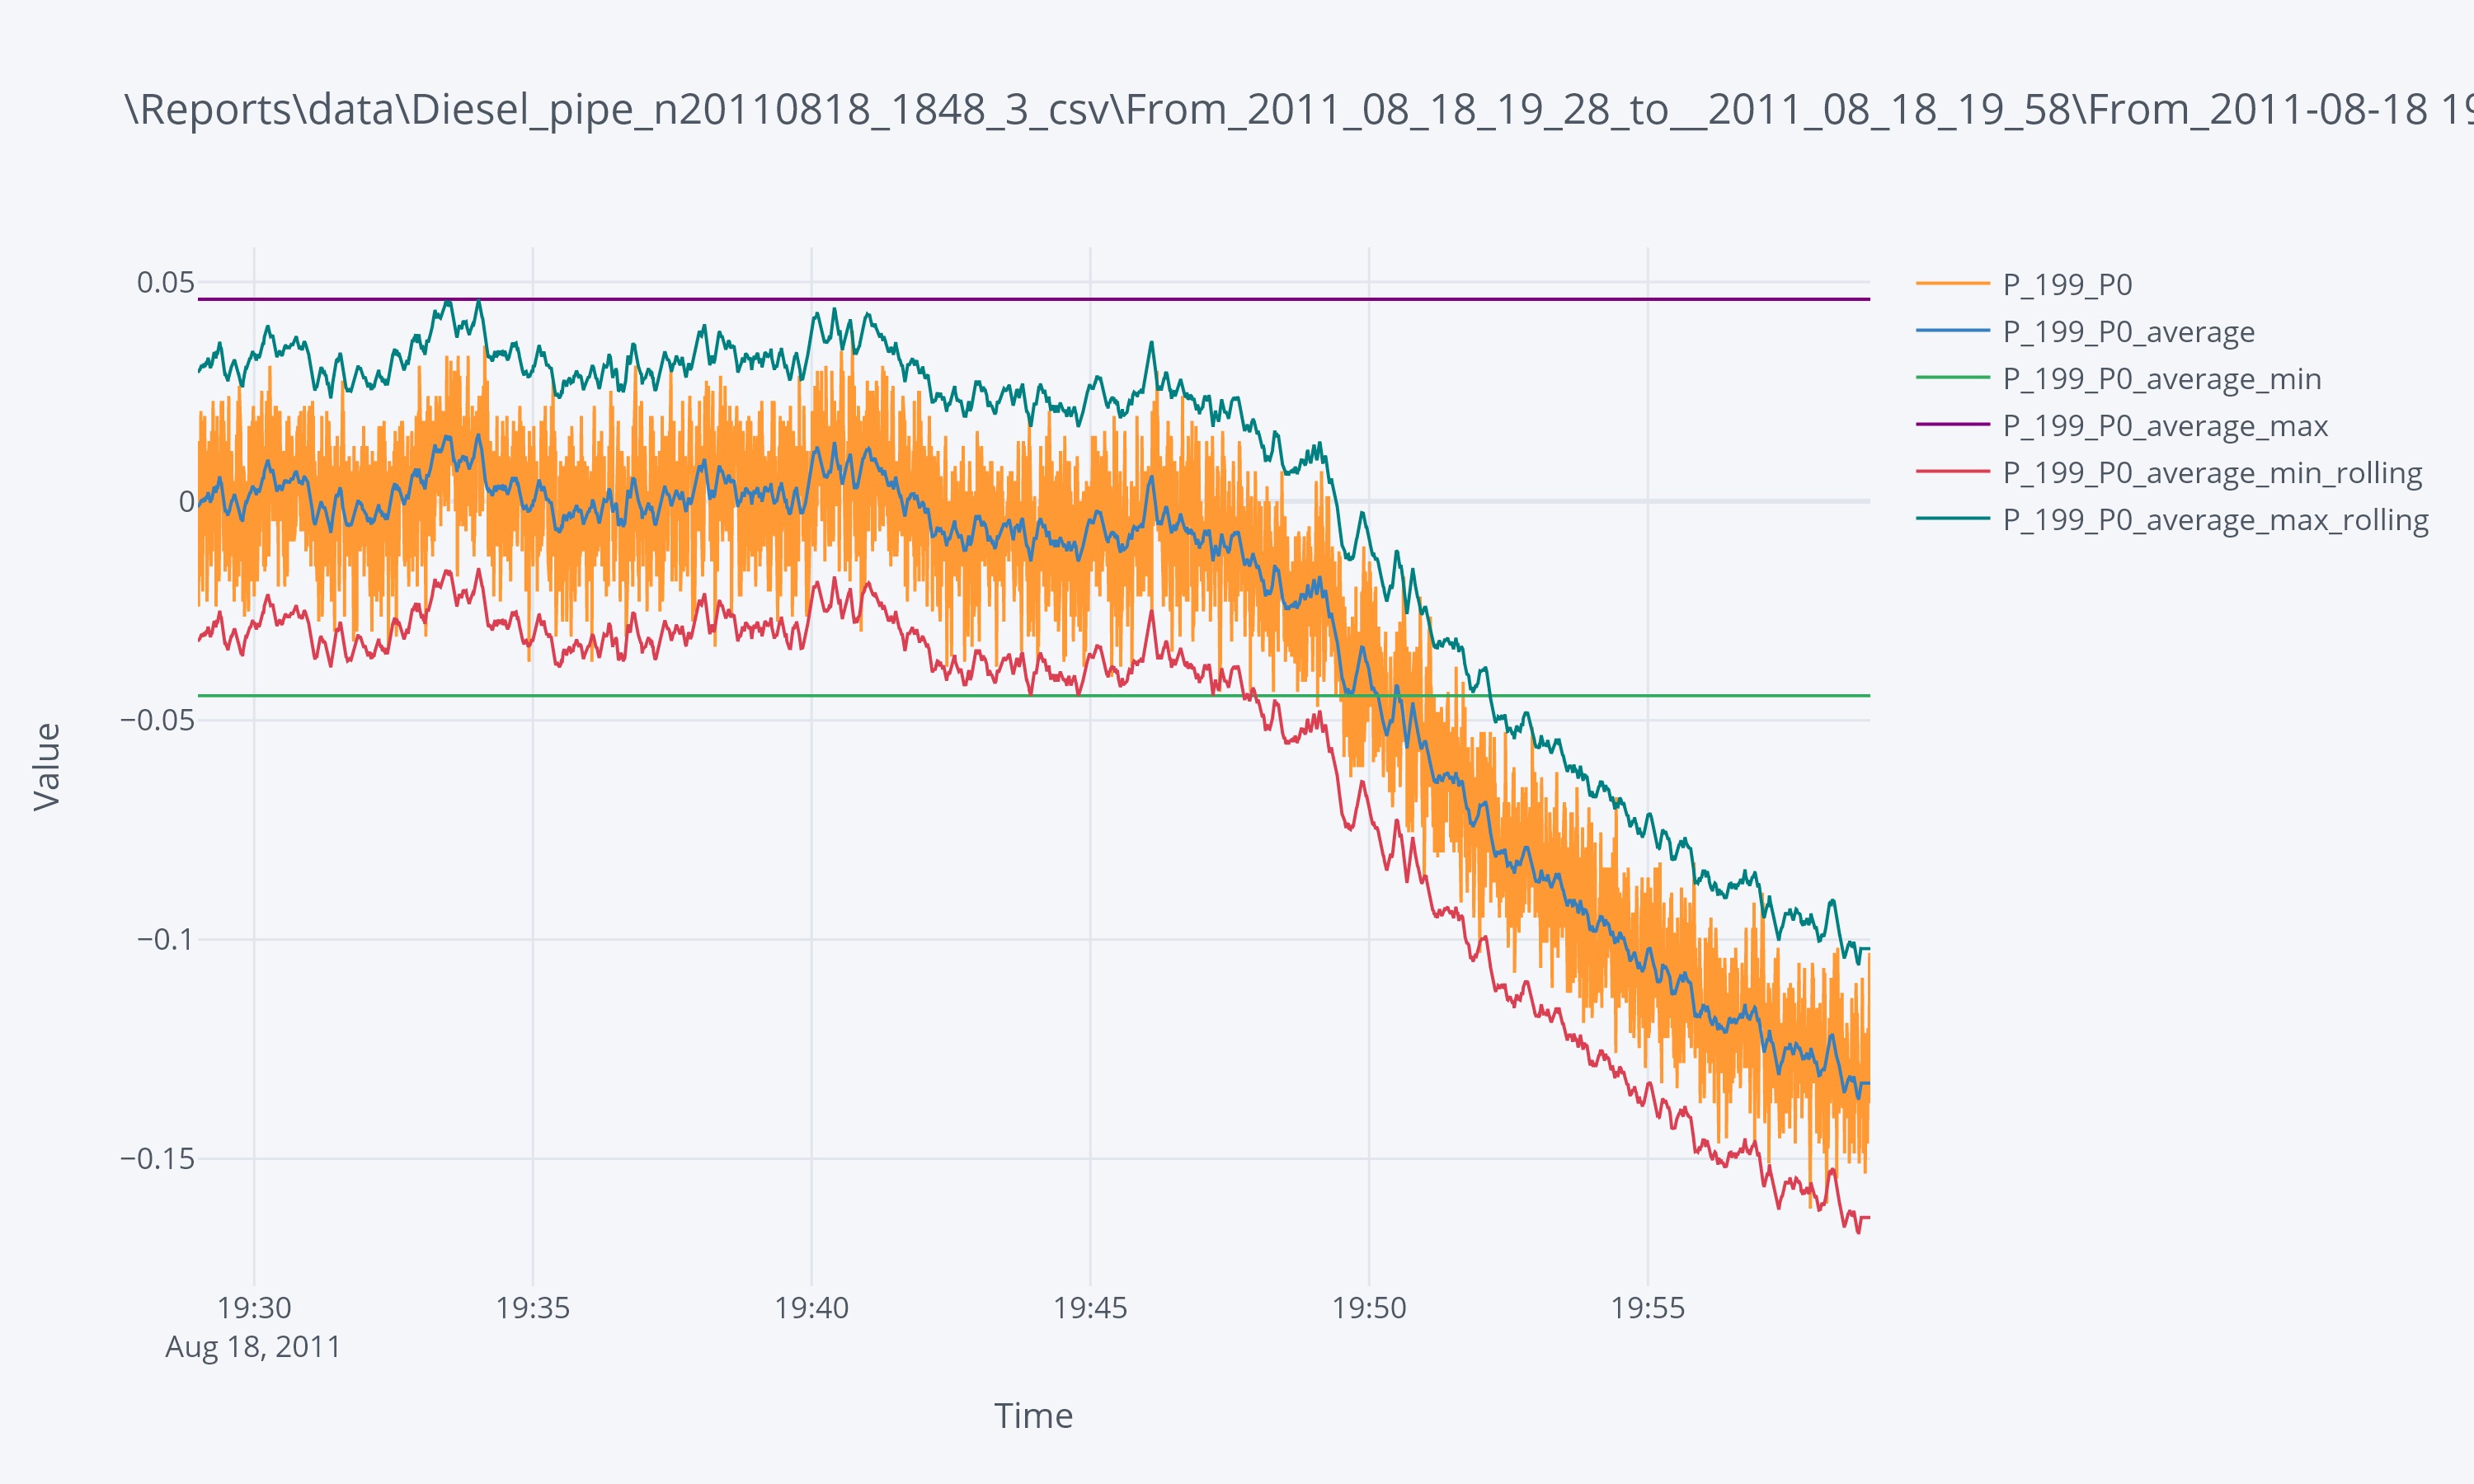 \Reports\data\Diesel_pipe_n20110818_1848_3_csv\From_2011_08_18_19_28_to__2011_08_18_19_58\From_2011-08-18 19
0.05
0
−0.05
−0.1
−0.15
Value
19:30
Aug 18, 2011
19:35
19:40
19:45
19:50
19:55
Time
P_199_P0
P_199_P0_average
P_199_P0_average_min
P_199_P0_average_max
P_199_P0_average_min_rolling
P_199_P0_average_max_rolling